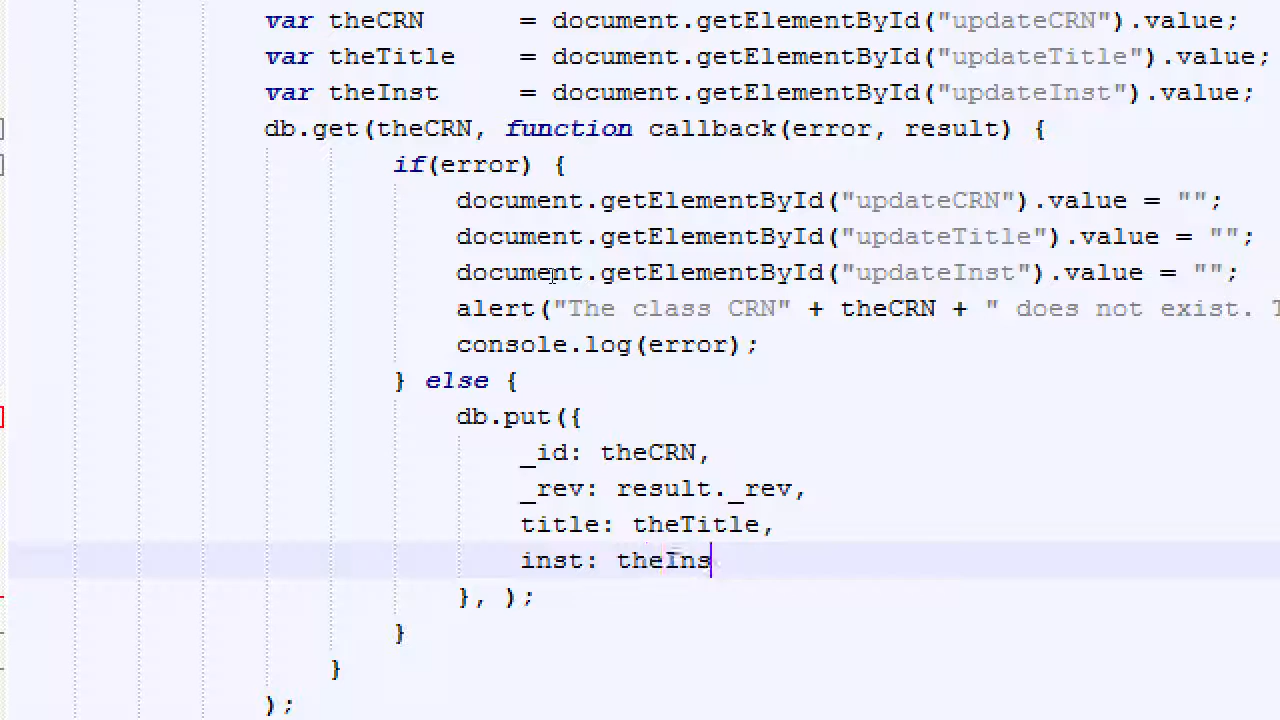 var theCRN      = document.getElementById("updateCRN").value;
var theTitle    = document.getElementById("updateTitle").value;
var theInst     = document.getElementById("updateInst").value;
db.get(theCRN, function callback(error, result) {
if(error) {
document.getElementById("updateCRN").value = "";
document.getElementById("updateTitle").value = "";
document.getElementById("updateInst").value = "";
alert("The class CRN" + theCRN + " does not exist.
console.log(error);
} else {
db.put({
_id: theCRN,
_rev: result._rev,
title: theTitle,
inst: theIns
}, );
}
}
);